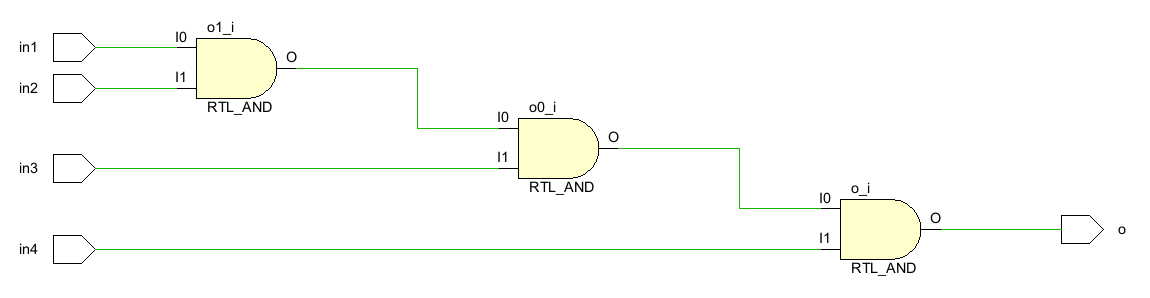 in1
I0
o1_i
O
in2
I1
RTL_AND
I0
o0_i
O
in3
I1
RTL_AND
I0
o_i
O
o
in4
I1
RTL_AND